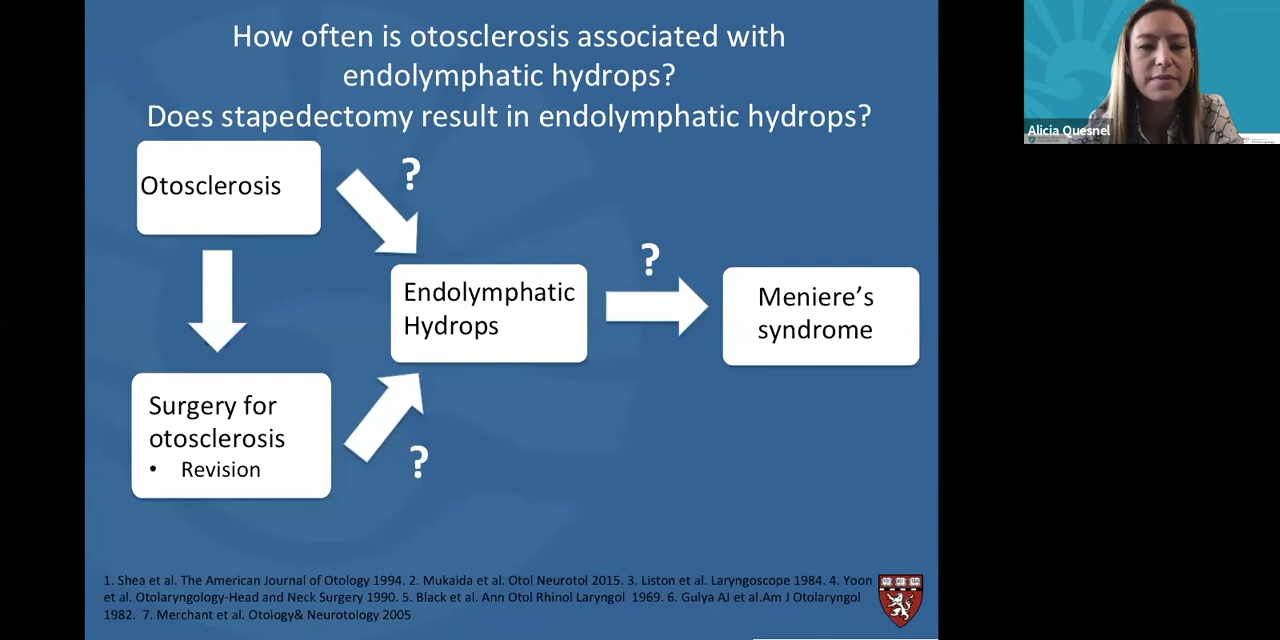 How often is otosclerosis associated with
endolymphatic hydrops?
Does stapedectomy result in endolymphatic hydrops?
Otosclerosis
?
Endolymphatic
Hydrops
?
Meniere's
syndrome
Surgery for
otosclerosis
• Revision
?
1. Shea et al. The American Journal of Otology 1994. 2. Mukaida et al. Otol Neurotol 2015. 3. Liston et al. Laryngoscope 1984. 4. Yoon
et al. Otolaryngology-Head and Neck Surgery 1990. 5. Black et al. Ann Otol Rhinol Laryngol 1969. 6. Gulya AJ et al.Am J Otolaryngol
1982. 7. Merchant et al. Otology& Neurotology 2005
Alicia Quesnel